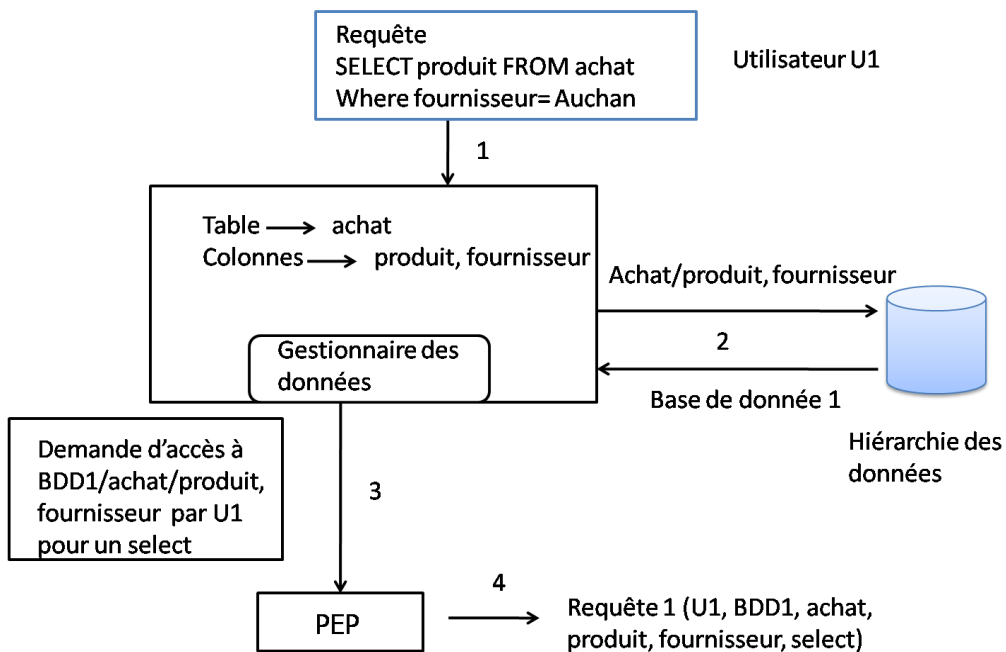 Requête
SELECT produit FROM achat
Where fournisseur= Auchan
Utilisateur U1
1
Table achat
Colonnes produit, fournisseur
Gestionnaire des
données
Achat/produit, fournisseur
2
Base de donnée 1
Hiérarchie des
données
Demande d'accès à
BDD1/achat/produit,
fournisseur par U1
pour un select
3
PEP
4
Requête 1 (U1, BDD1, achat,
produit, fournisseur, select)